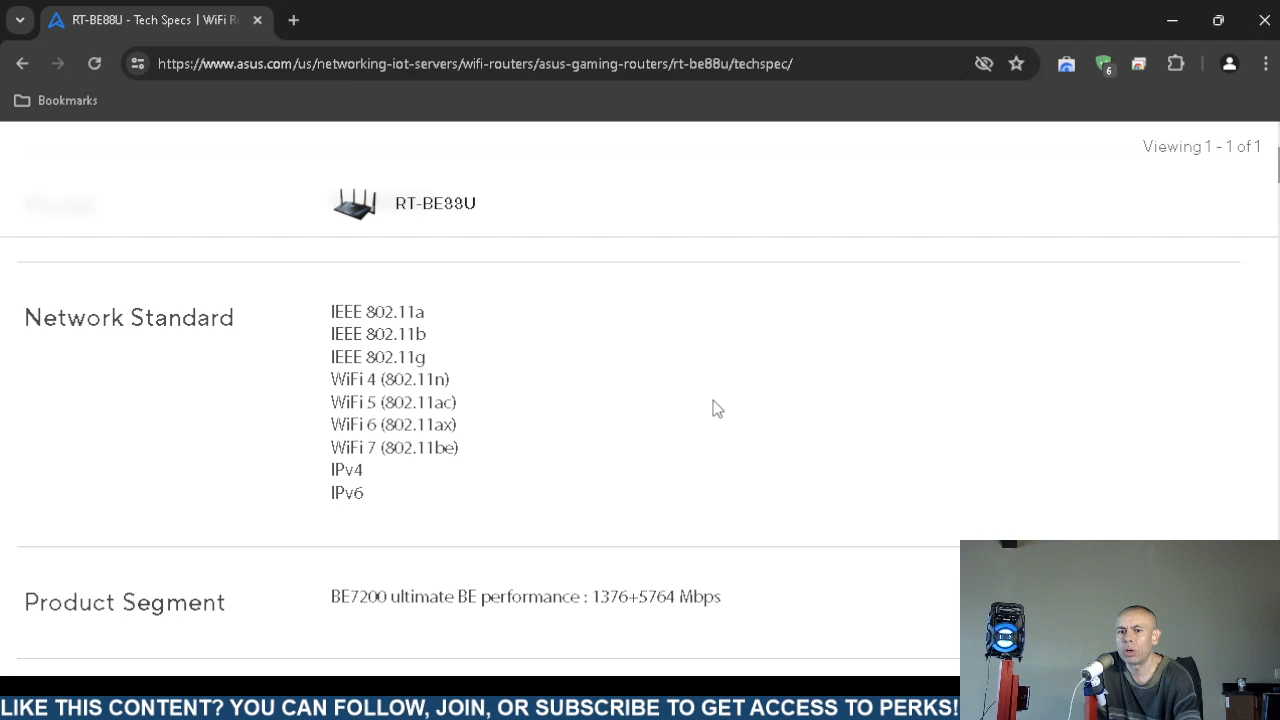 RT-BE88U - Tech Specs | WiFi R
https://www.asus.com/us/networking-iot-servers/wifi-routers/asus-gaming-routers/rt-be88u/techspec/
6
Bookmarks
Viewing 1 - 1 of 1
RT-BE88U
Network Standard
IEEE 802.11a
IEEE 802.11b
IEEE 802.11g
WiFi 4 (802.11n)
WiFi 5 (802.11ac)
WiFi 6 (802.11ax)
WiFi 7 (802.11be)
IPv4
IPv6
Product Segment
BE7200 ultimate BE performance : 1376+5764 Mbps
LIKE THIS CONTENT? YOU CAN FOLLOW, JOIN, OR SUBSCRIBE TO GET ACCESS TO PERKS!